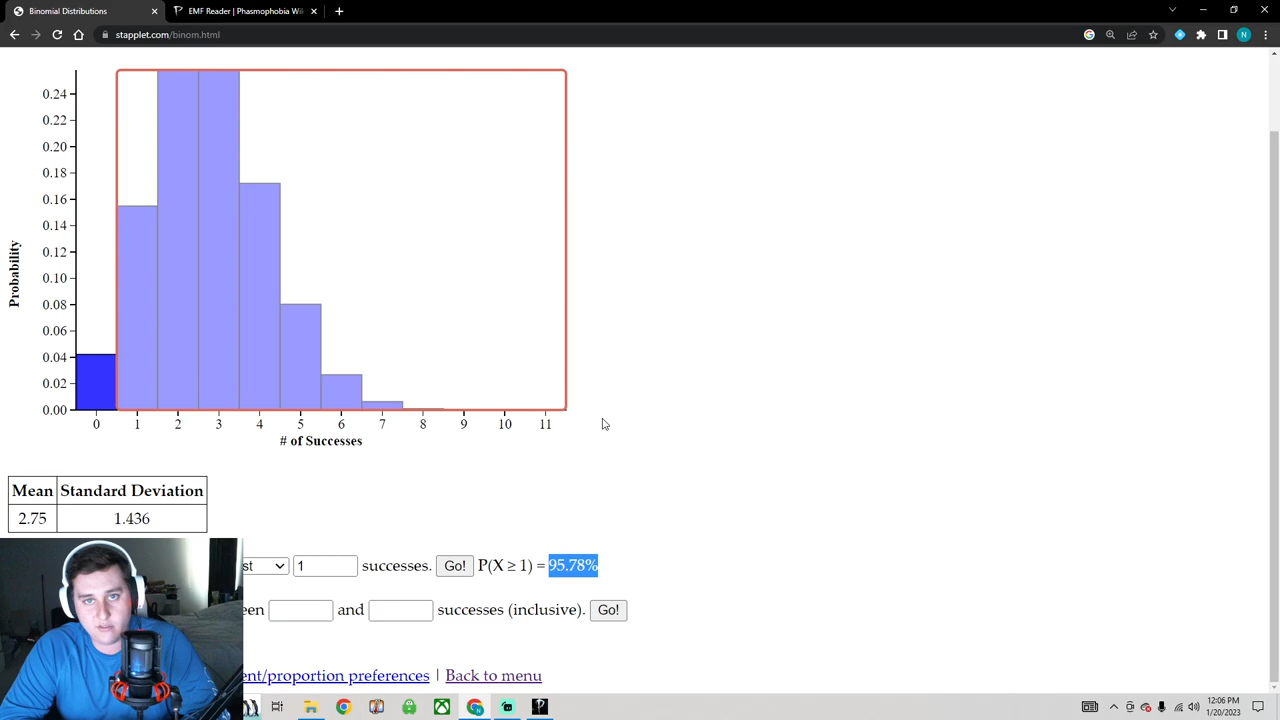 Binomial Distributions
EMF Reader | Phasmophobia Wi
stapplet.com/binom.html
N
0.24
0.22
0.20
0.18
0.16
0.14
0.12
0.10
0.08
0.06
0.04
0.02
0.00
Probability
0 1 2 3 4 5 6 7 8 9 10 11
# of Successes
Mean Standard Deviation
2.75 1.436
st 1 successes. Go! P(X ≥ 1) = 95.78%
een and successes (inclusive). Go!
ent/proportion preferences | Back to menu
12:06 PM
1/20/2023